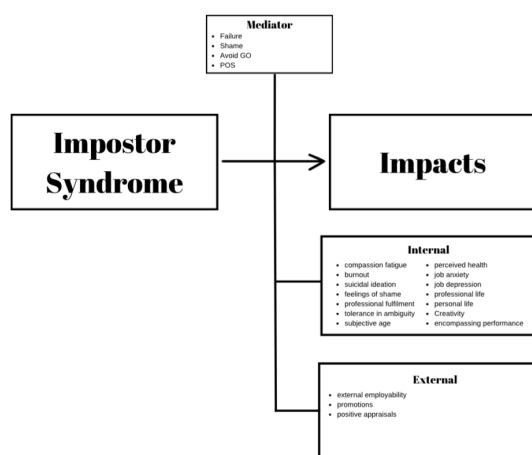 Mediator
Failure
Shame
Avoid GO
POS
Impostor
Syndrome
Impacts
Internal
compassion fatigue
burnout
suicidal ideation
feelings of shame
professional fulfilment
tolerance in ambiguity
subjective age
perceived health
job anxiety
job depression
professional life
personal life
Creativity
encompassing performance
External
external employability
promotions
positive appraisals